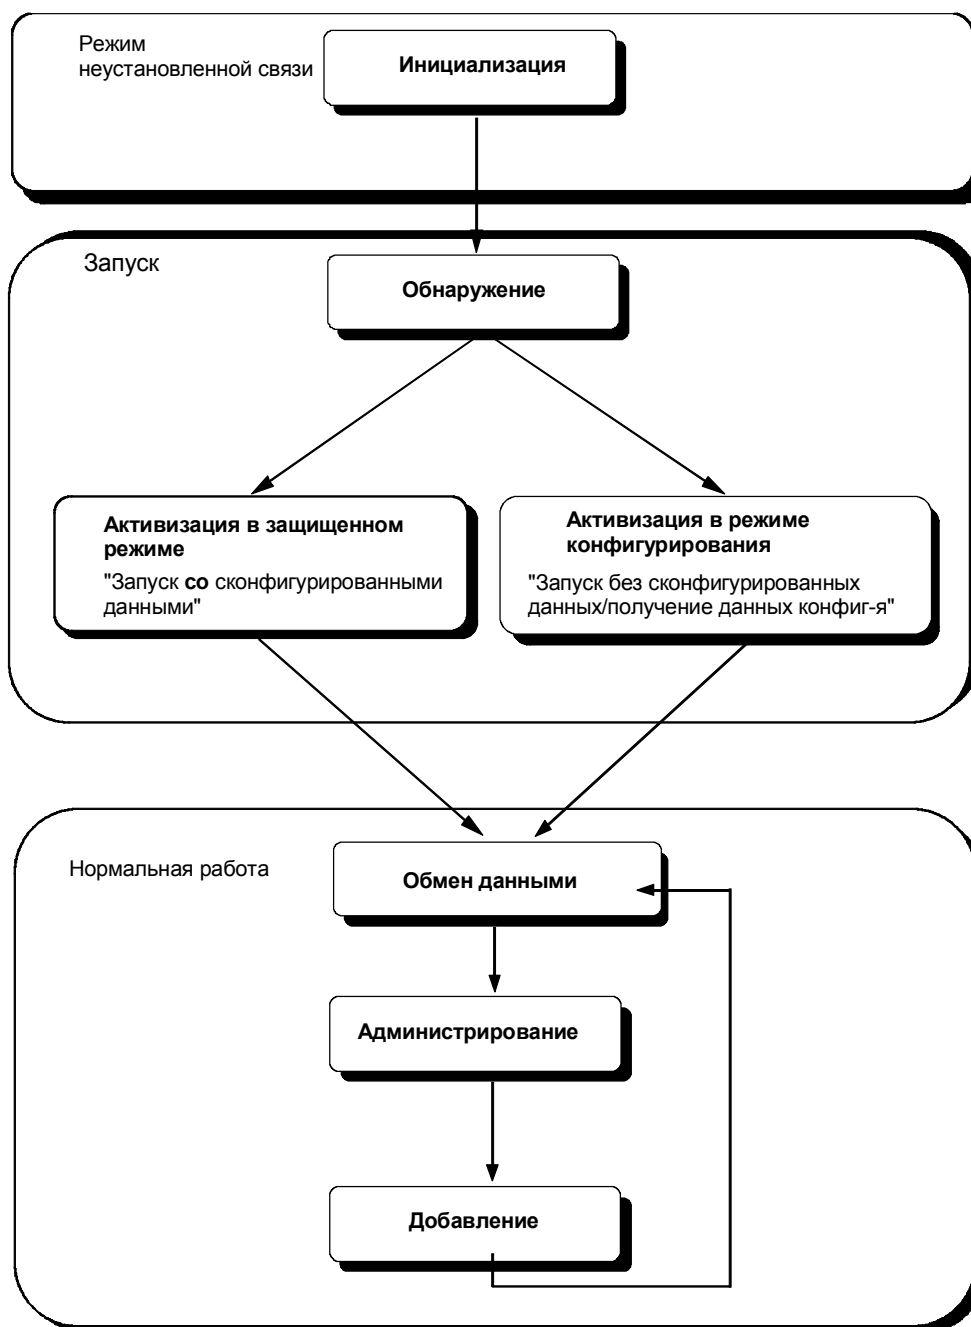 Режим
неустановленной связи
Инициализация
Запуск
Обнаружение
Активизация в защищенном
режиме
"Запуск со сконфигурированными
данными"
Активизация в режиме
конфигурирования
"Запуск без сконфигурированных
данных/получение данных конфиг-я"
Нормальная работа
Обмен данными
Администрирование
Добавление